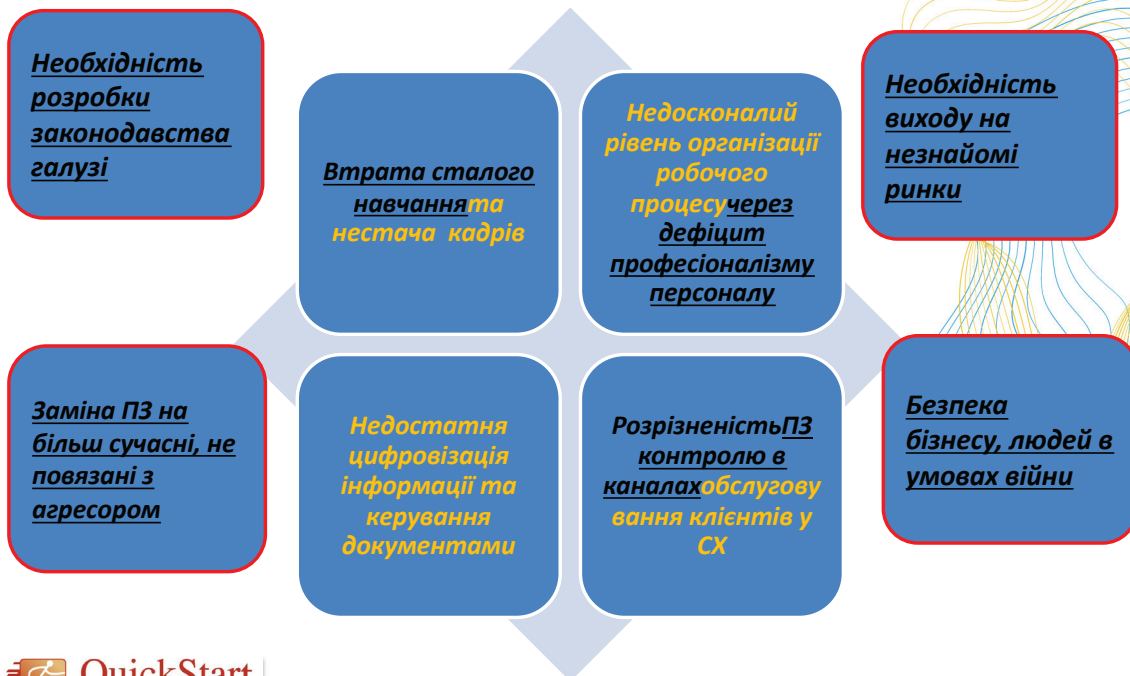 Необхідність
розробки
законодавства
галузі
Втрата сталого
навчаннята
нестача кадрів
Недосконалий
рівень організації
робочого
процесучерез
дефіцит
професіоналізму
персоналу
Необхідність
виходу на
незнайомі
ринки
Заміна ПЗ на
більш сучасні, не
повязані з
агресором
Недостатня
цифровізація
інформації та
керування
документами
РозрізненістьПЗ
контролю в
каналахобслугову
вання клієнтів у
СХ
Безпека
бізнесу, людей в
умовах війни
QuickStart